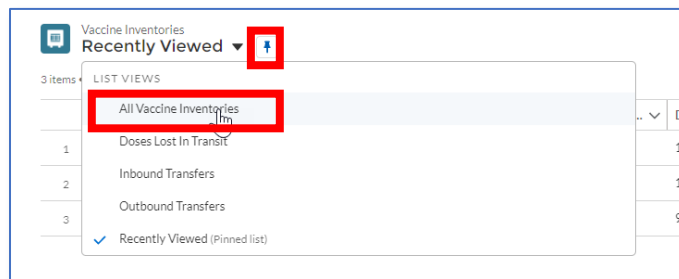 Vaccine Inventories
Recently Viewed
3 items •
LIST VIEWS
All Vaccine Inventories
Doses Lost In Transit
Inbound Transfers
Outbound Transfers
Recently Viewed (Pinned list)
1
2
3